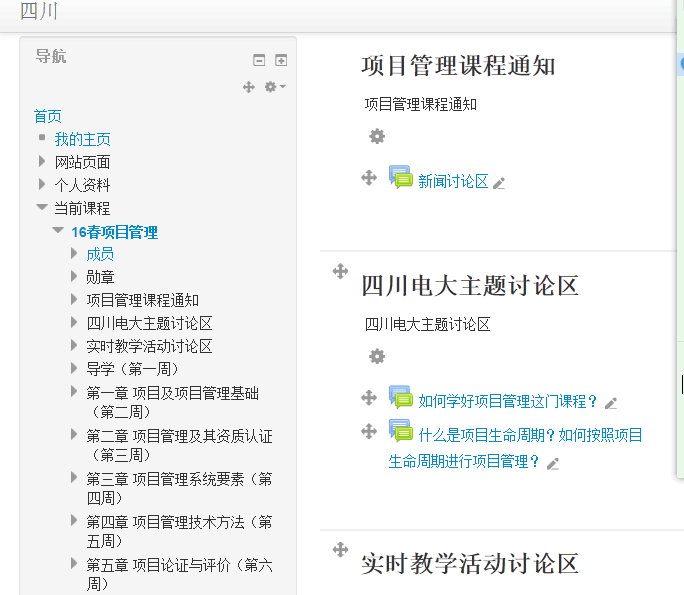 四川
导航
首页
我的主页
网站页面
个人资料
当前课程
16春项目管理
成员
勋章
项目管理课程通知
四川电大主题讨论区
实时教学活动讨论区
导学（第一周）
第一章 项目及项目管理基础
（第二周）
第二章 项目管理及其资质认证
（第三周）
第三章 项目管理系统要素（第
四周）
第四章 项目管理技术方法（第
五周）
第五章 项目论证与评价（第六
周）
项目管理课程通知
项目管理课程通知
新闻讨论区
四川电大主题讨论区
四川电大主题讨论区
如何学好项目管理这门课程？
什么是项目生命周期？如何按照项目
生命周期进行项目管理？
实时教学活动讨论区